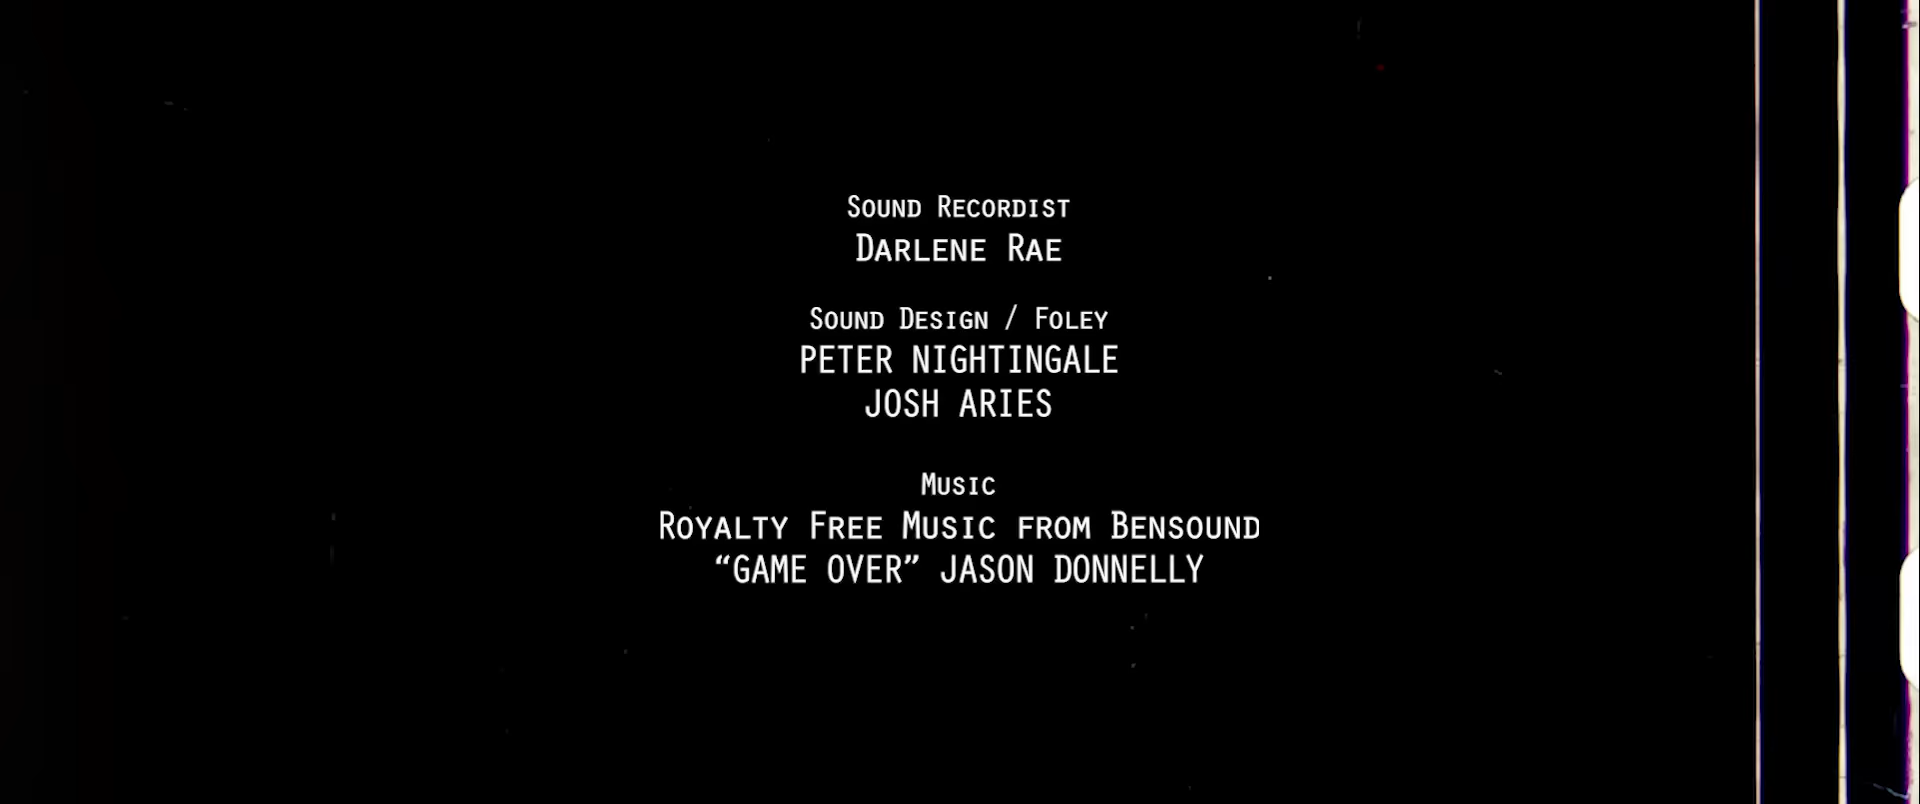 Sound Recordist
Darlene Rae
Sound Design / Foley
PETER NIGHTINGALE
JOSH ARIES
Music
Royalty Free Music from Bensound
“GAME OVER” JASON DONNELLY